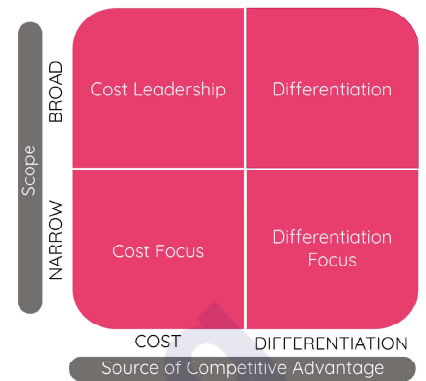 Scope
BROAD
Cost Leadership
Differentiation
NARROW
Cost Focus
Differentiation
Focus
COST
DIFFERENTIATION
Source of Competitive Advantage